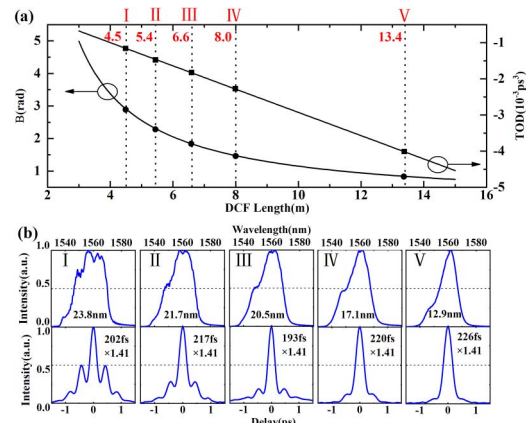 (a)
I II III IV V
4.5 5.4 6.6 8.0 13.4
5
4
3
2
1
B(rad)
-1
-2
-3
-4
-5
TOD(10⁻³ps³)
2 4 6 8 10 12 14 16
DCF Length(m)
(b)
Wavelength(nm)
1540 1560 1580 1540 1560 1580 1540 1560 1580 1540 1560 1580 1540 1560 1580
1.0
0.5
Intensity(a.u.)
I II III IV V
23.8nm 21.7nm 20.5nm 17.1nm 12.9nm
1.0
0.5
0.0
Intensity(a.u.)
202fs 217fs 193fs 220fs 226fs
×1.41 ×1.41 ×1.41 ×1.41 ×1.41
-1 0 1 -1 0 1 -1 0 1 -1 0 1 -1 0 1
Delay(ps)